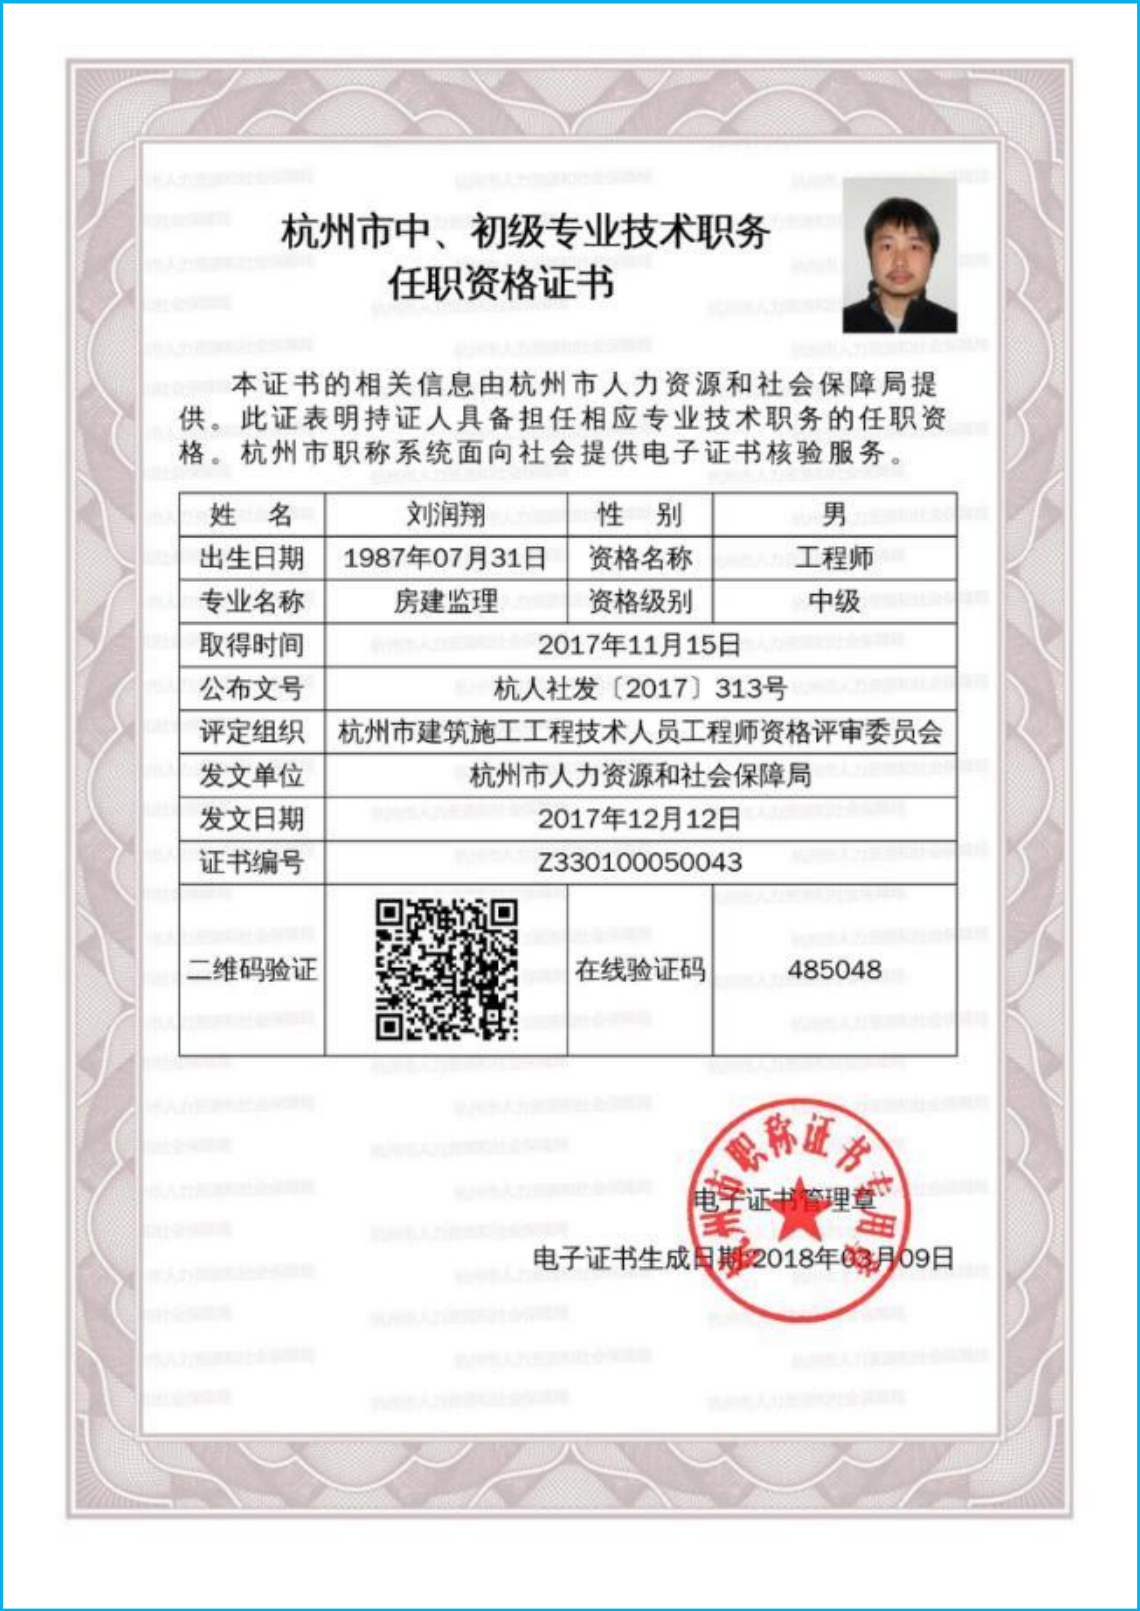 杭州市中、初级专业技术职务
任职资格证书
本证书的相关信息由杭州市人力资源和社会保障局提
供。此证表明持证人具备担任相应专业技术职务的任职资
格。杭州市职称系统面向社会提供电子证书核验服务。
姓 名 刘润翔 性 别 男
出生日期 1987年07月31日 资格名称 工程师
专业名称 房建监理 资格级别 中级
取得时间 2017年11月15日
公布文号 杭人社发〔2017〕313号
评定组织 杭州市建筑施工工程技术人员工程师资格评审委员会
发文单位 杭州市人力资源和社会保障局
发文日期 2017年12月12日
证书编号 Z330100050043
二维码验证 在线验证码 485048
杭州市职称证书专用章
电子证书管理章
电子证书生成日期:2018年03月09日